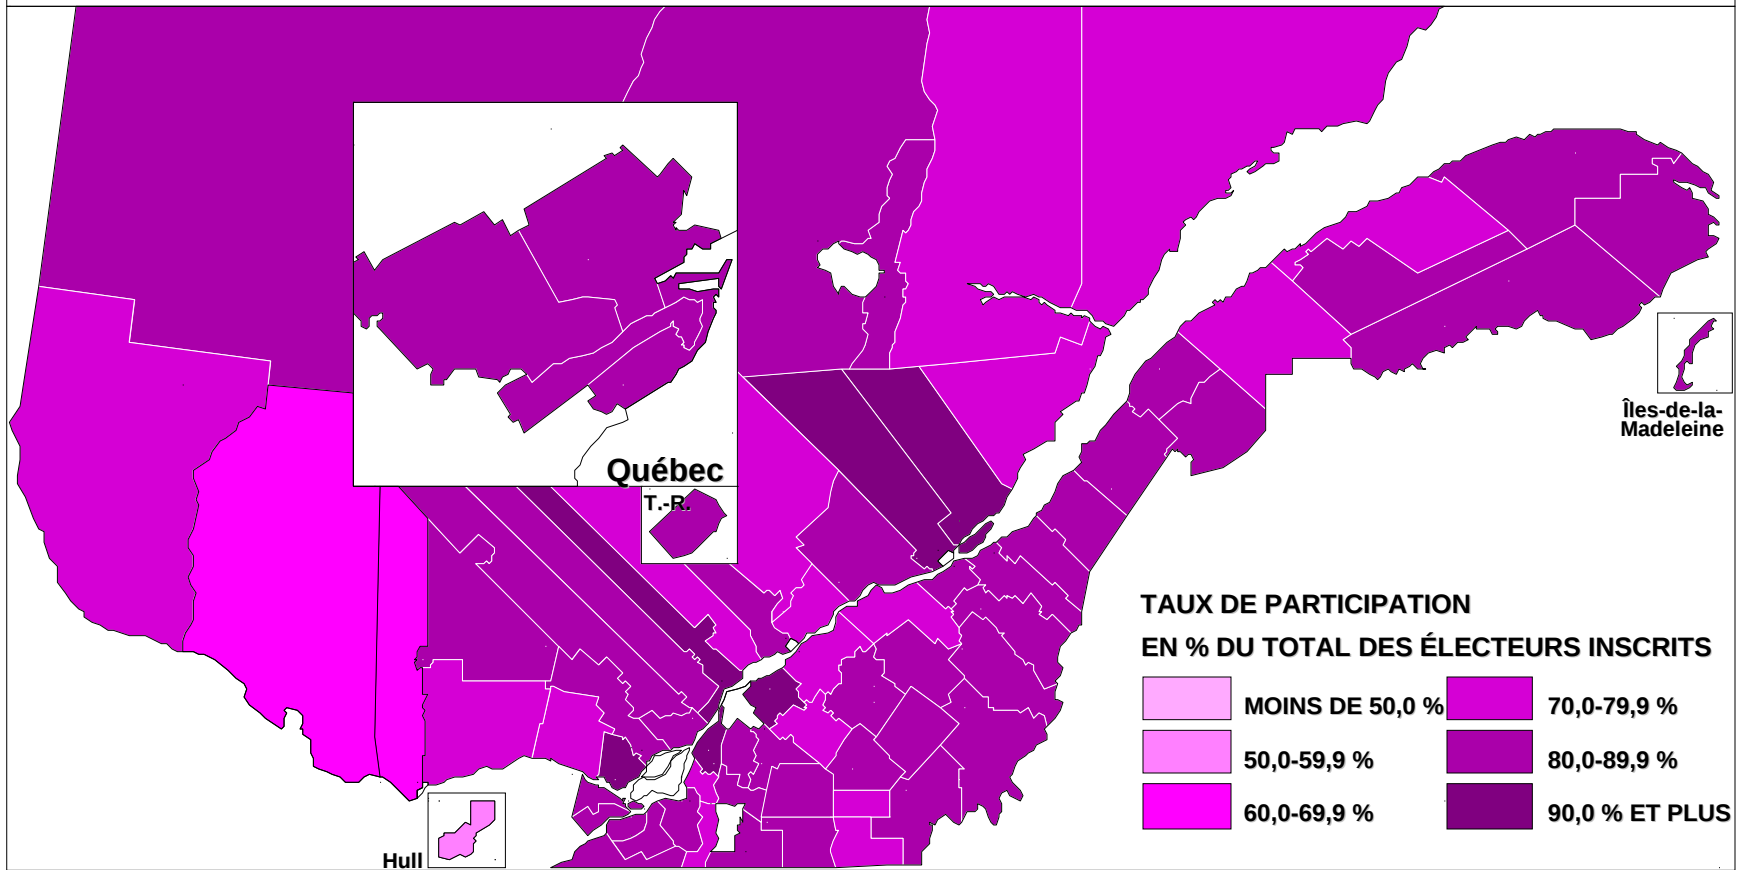 Québec
T.-R.
Îles-de-la-
Madeleine
TAUX DE PARTICIPATION
EN % DU TOTAL DES ÉLECTEURS INSCRITS
MOINS DE 50,0 %
70,0-79,9 %
50,0-59,9 %
80,0-89,9 %
60,0-69,9 %
90,0 % ET PLUS
Hull